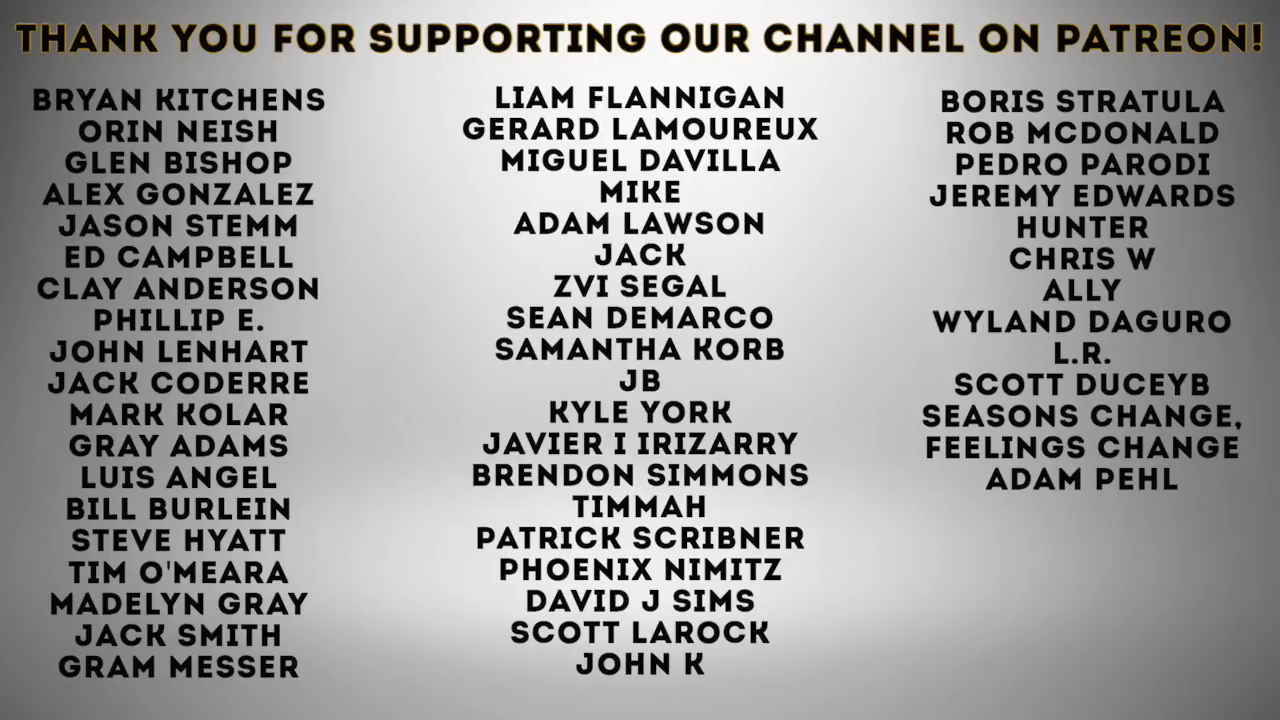 THANK YOU FOR SUPPORTING OUR CHANNEL ON PATREON!
BRYAN KITCHENS
ORIN NEISH
GLEN BISHOP
ALEX GONZALEZ
JASON STEMM
ED CAMPBELL
CLAY ANDERSON
PHILLIP E.
JOHN LENHART
JACK CODERRE
MARK KOLAR
GRAY ADAMS
LUIS ANGEL
BILL BURLEIN
STEVE HYATT
TIM O'MEARA
MADELYN GRAY
JACK SMITH
GRAM MESSER
LIAM FLANNIGAN
GERARD LAMOUREUX
MIGUEL DAVILLA
MIKE
ADAM LAWSON
JACK
ZVI SEGAL
SEAN DEMARCO
SAMANTHA KORB
JB
KYLE YORK
JAVIER I IRIZARRY
BRENDON SIMMONS
TIMMAH
PATRICK SCRIBNER
PHOENIX NIMITZ
DAVID J SIMS
SCOTT LAROCK
JOHN K
BORIS STRATULA
ROB MCDONALD
PEDRO PARODI
JEREMY EDWARDS
HUNTER
CHRIS W
ALLY
WYLAND DAGURO
L.R.
SCOTT DUCEYB
SEASONS CHANGE,
FEELINGS CHANGE
ADAM PEHL